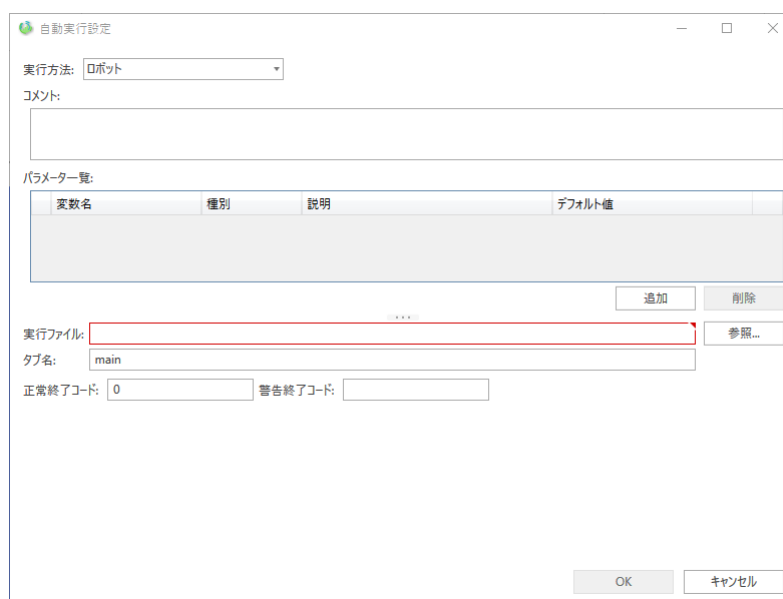 自動実行設定
実行方法: ロボット
コメント:
パラメーター一覧:
変数名 種別 説明 デフォルト値
追加 削除
実行ファイル: 参照...
タブ名: main
正常終了コード: 0 警告終了コード:
OK キャンセル